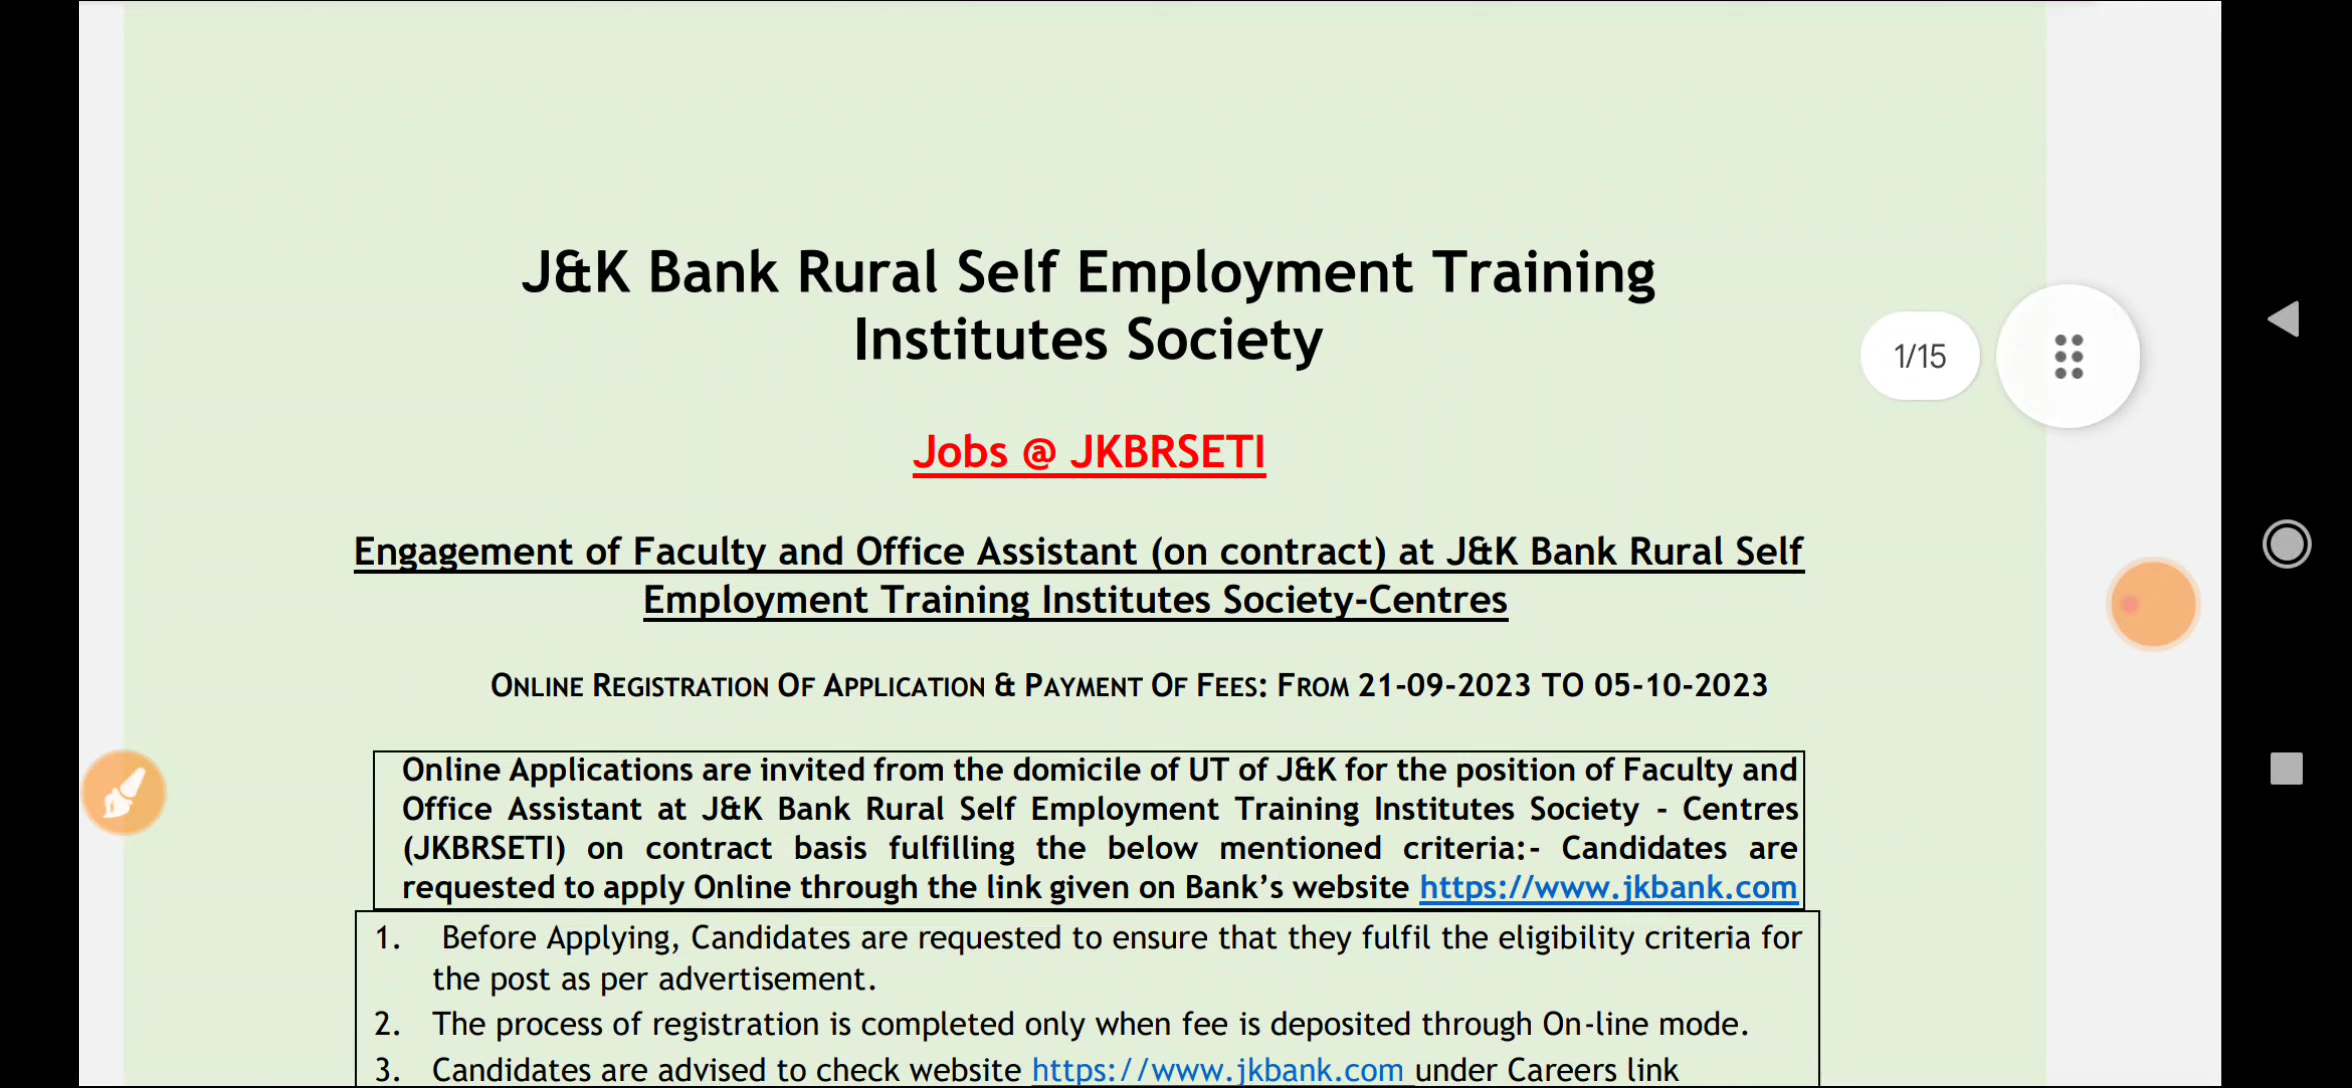 J&K Bank Rural Self Employment Training
Institutes Society
1/15
Jobs @ JKBRSETI
Engagement of Faculty and Office Assistant (on contract) at J&K Bank Rural Self
Employment Training Institutes Society-Centres
ONLINE REGISTRATION OF APPLICATION & PAYMENT OF FEES: FROM 21-09-2023 TO 05-10-2023
Online Applications are invited from the domicile of UT of J&K for the position of Faculty and
Office Assistant at J&K Bank Rural Self Employment Training Institutes Society - Centres
(JKBRSETI) on contract basis fulfilling the below mentioned criteria:- Candidates are
requested to apply Online through the link given on Bank’s website https://www.jkbank.com
1. Before Applying, Candidates are requested to ensure that they fulfil the eligibility criteria for
the post as per advertisement.
2. The process of registration is completed only when fee is deposited through On-line mode.
3. Candidates are advised to check website https://www.jkbank.com under Careers link